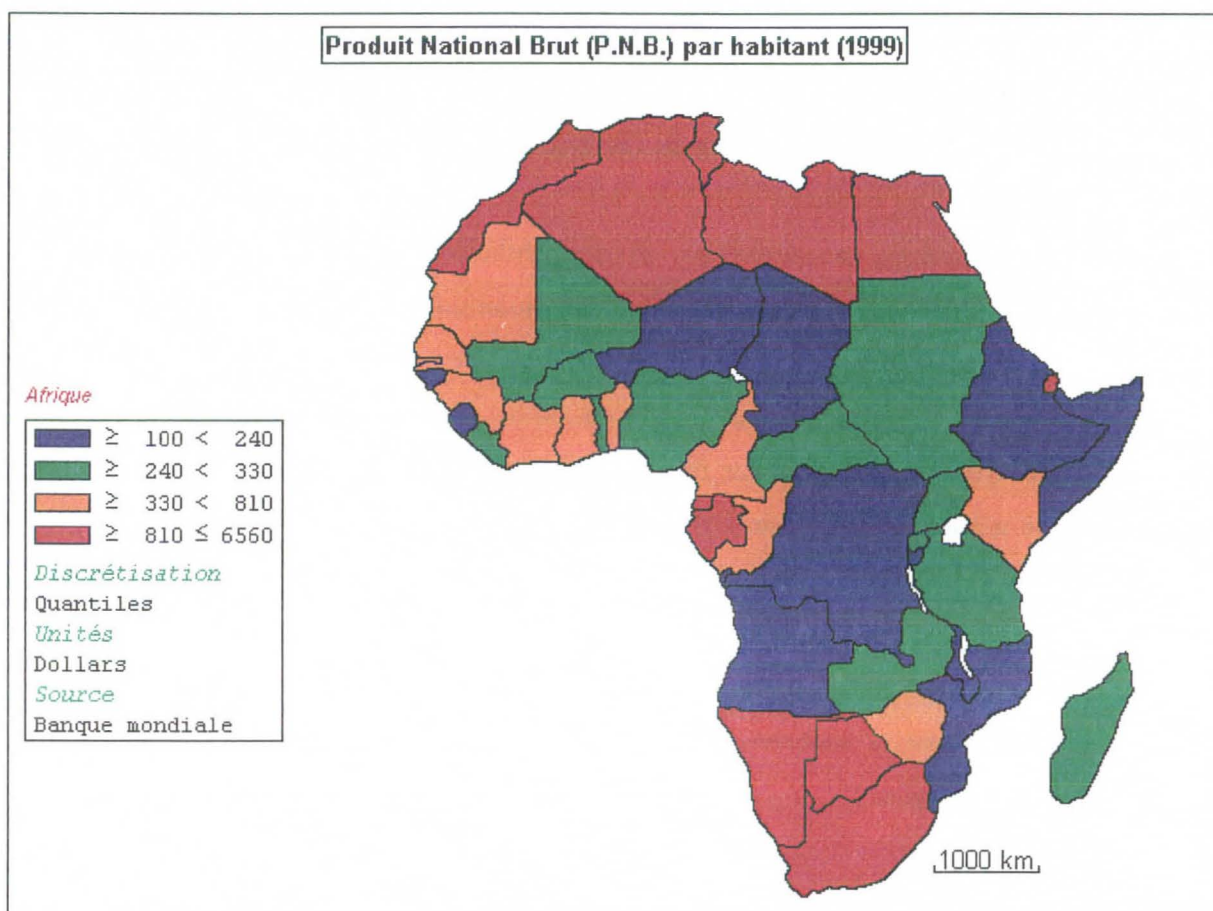 Produit National Brut (P.N.B.) par habitant (1999)
Afrique
≥ 100 < 240
≥ 240 < 330
≥ 330 < 810
≥ 810 ≤ 6560
Discrétisation
Quantiles
Unités
Dollars
Source
Banque mondiale
1000 km